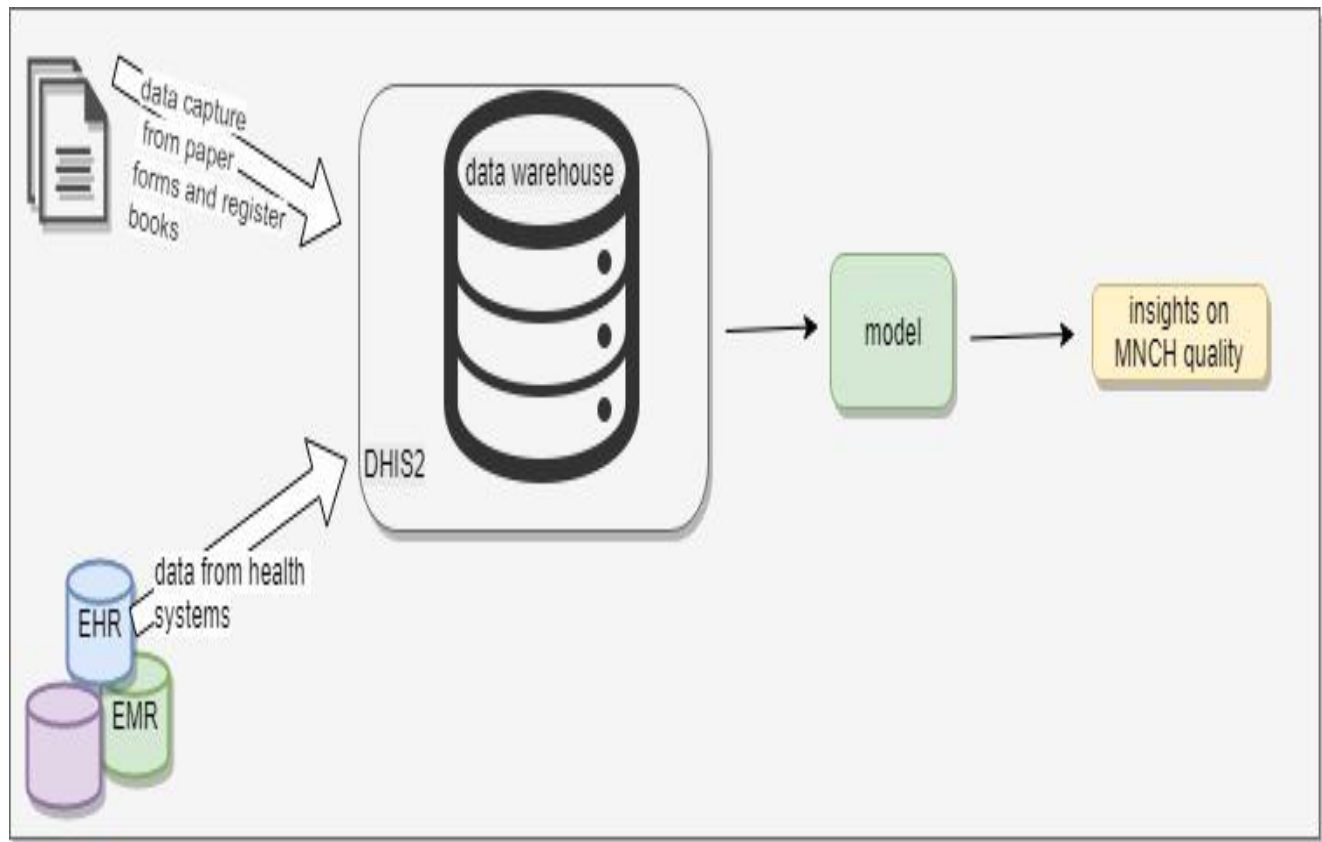 data capture
from paper
forms and register
books
data warehouse
DHIS2
model
insights on
MNCH quality
data from health
systems
EHR
EMR